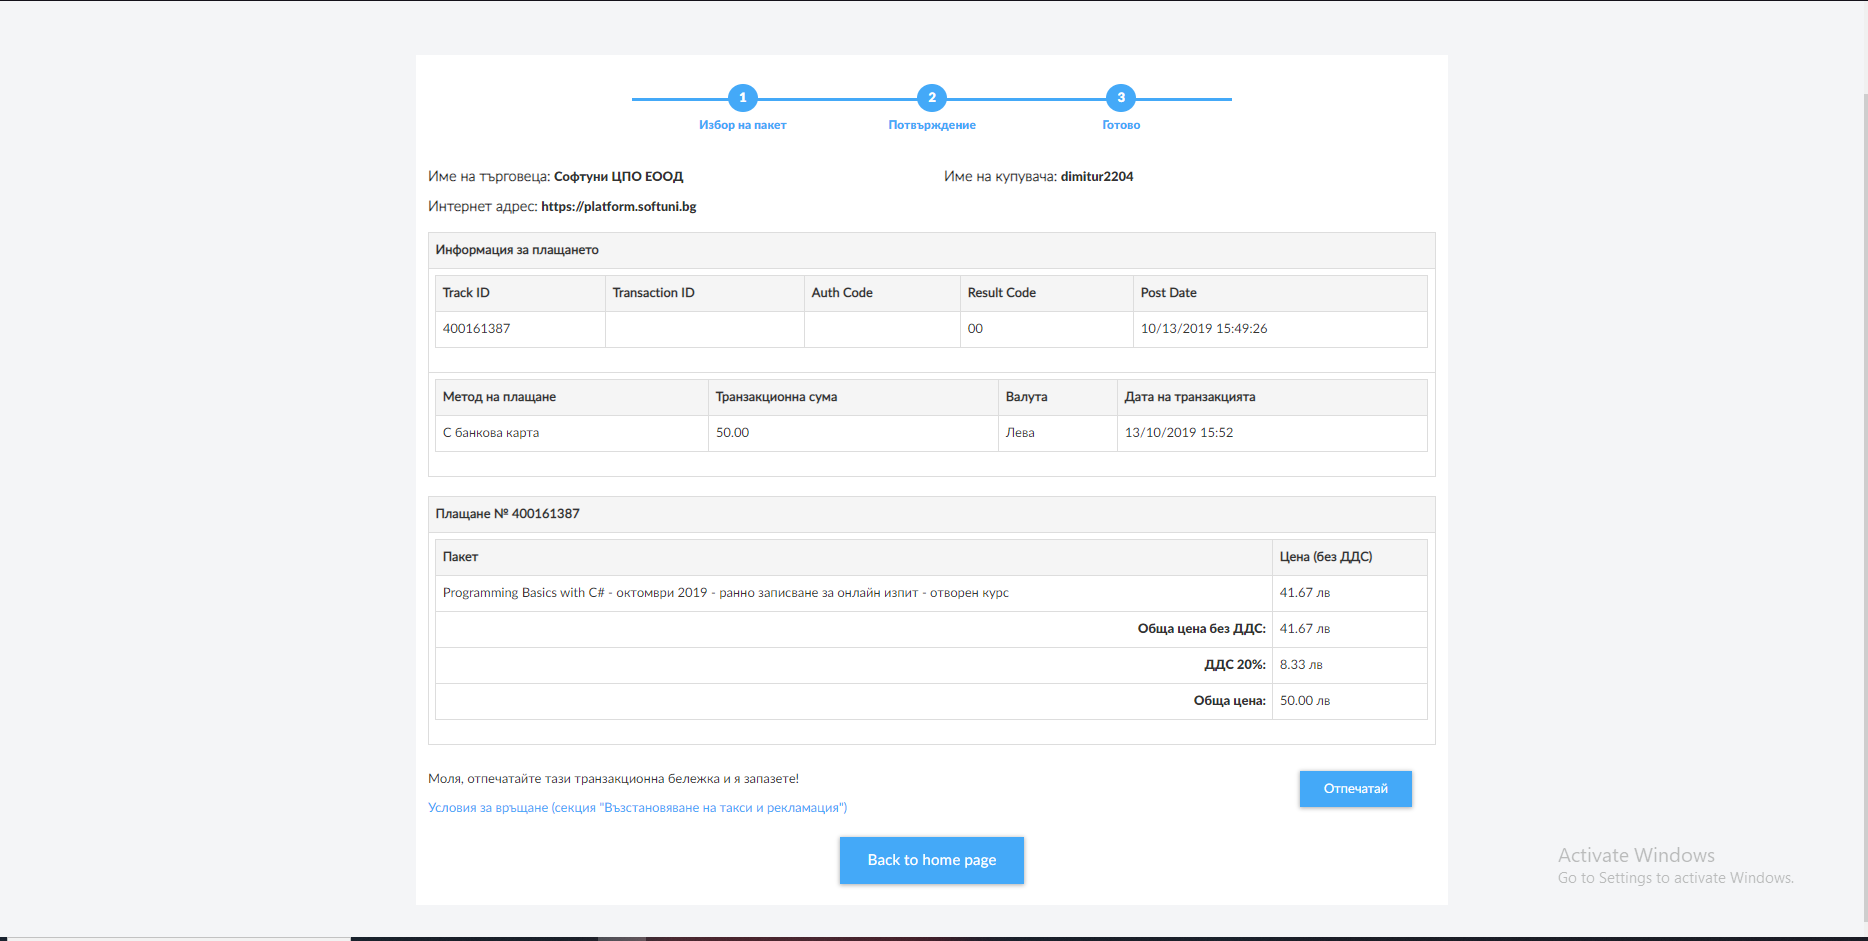 1 2 3
Избор на пакет Потвърждение Готово
Име на търговеца: Софтуни ЦПО ЕООД Име на купувача: dimitur2204
Интернет адрес: https://platform.softuni.bg
Информация за плащането
Track ID Transaction ID Auth Code Result Code Post Date
400161387 00 10/13/2019 15:49:26
Метод на плащане Транзакционна сума Валута Дата на транзакцията
С банкова карта 50.00 Лева 13/10/2019 15:52
Плащане № 400161387
Пакет Цена (без ДДС)
Programming Basics with C# - октомври 2019 - ранно записване за онлайн изпит - отворен курс 41.67 лв
Обща цена без ДДС: 41.67 лв
ДДС 20%: 8.33 лв
Обща цена: 50.00 лв
Моля, отпечатайте тази транзакционна бележка и я запазете!
Отпечатай
Условия за връщане (секция "Възстановяване на такси и рекламация")
Back to home page
Activate Windows
Go to Settings to activate Windows.